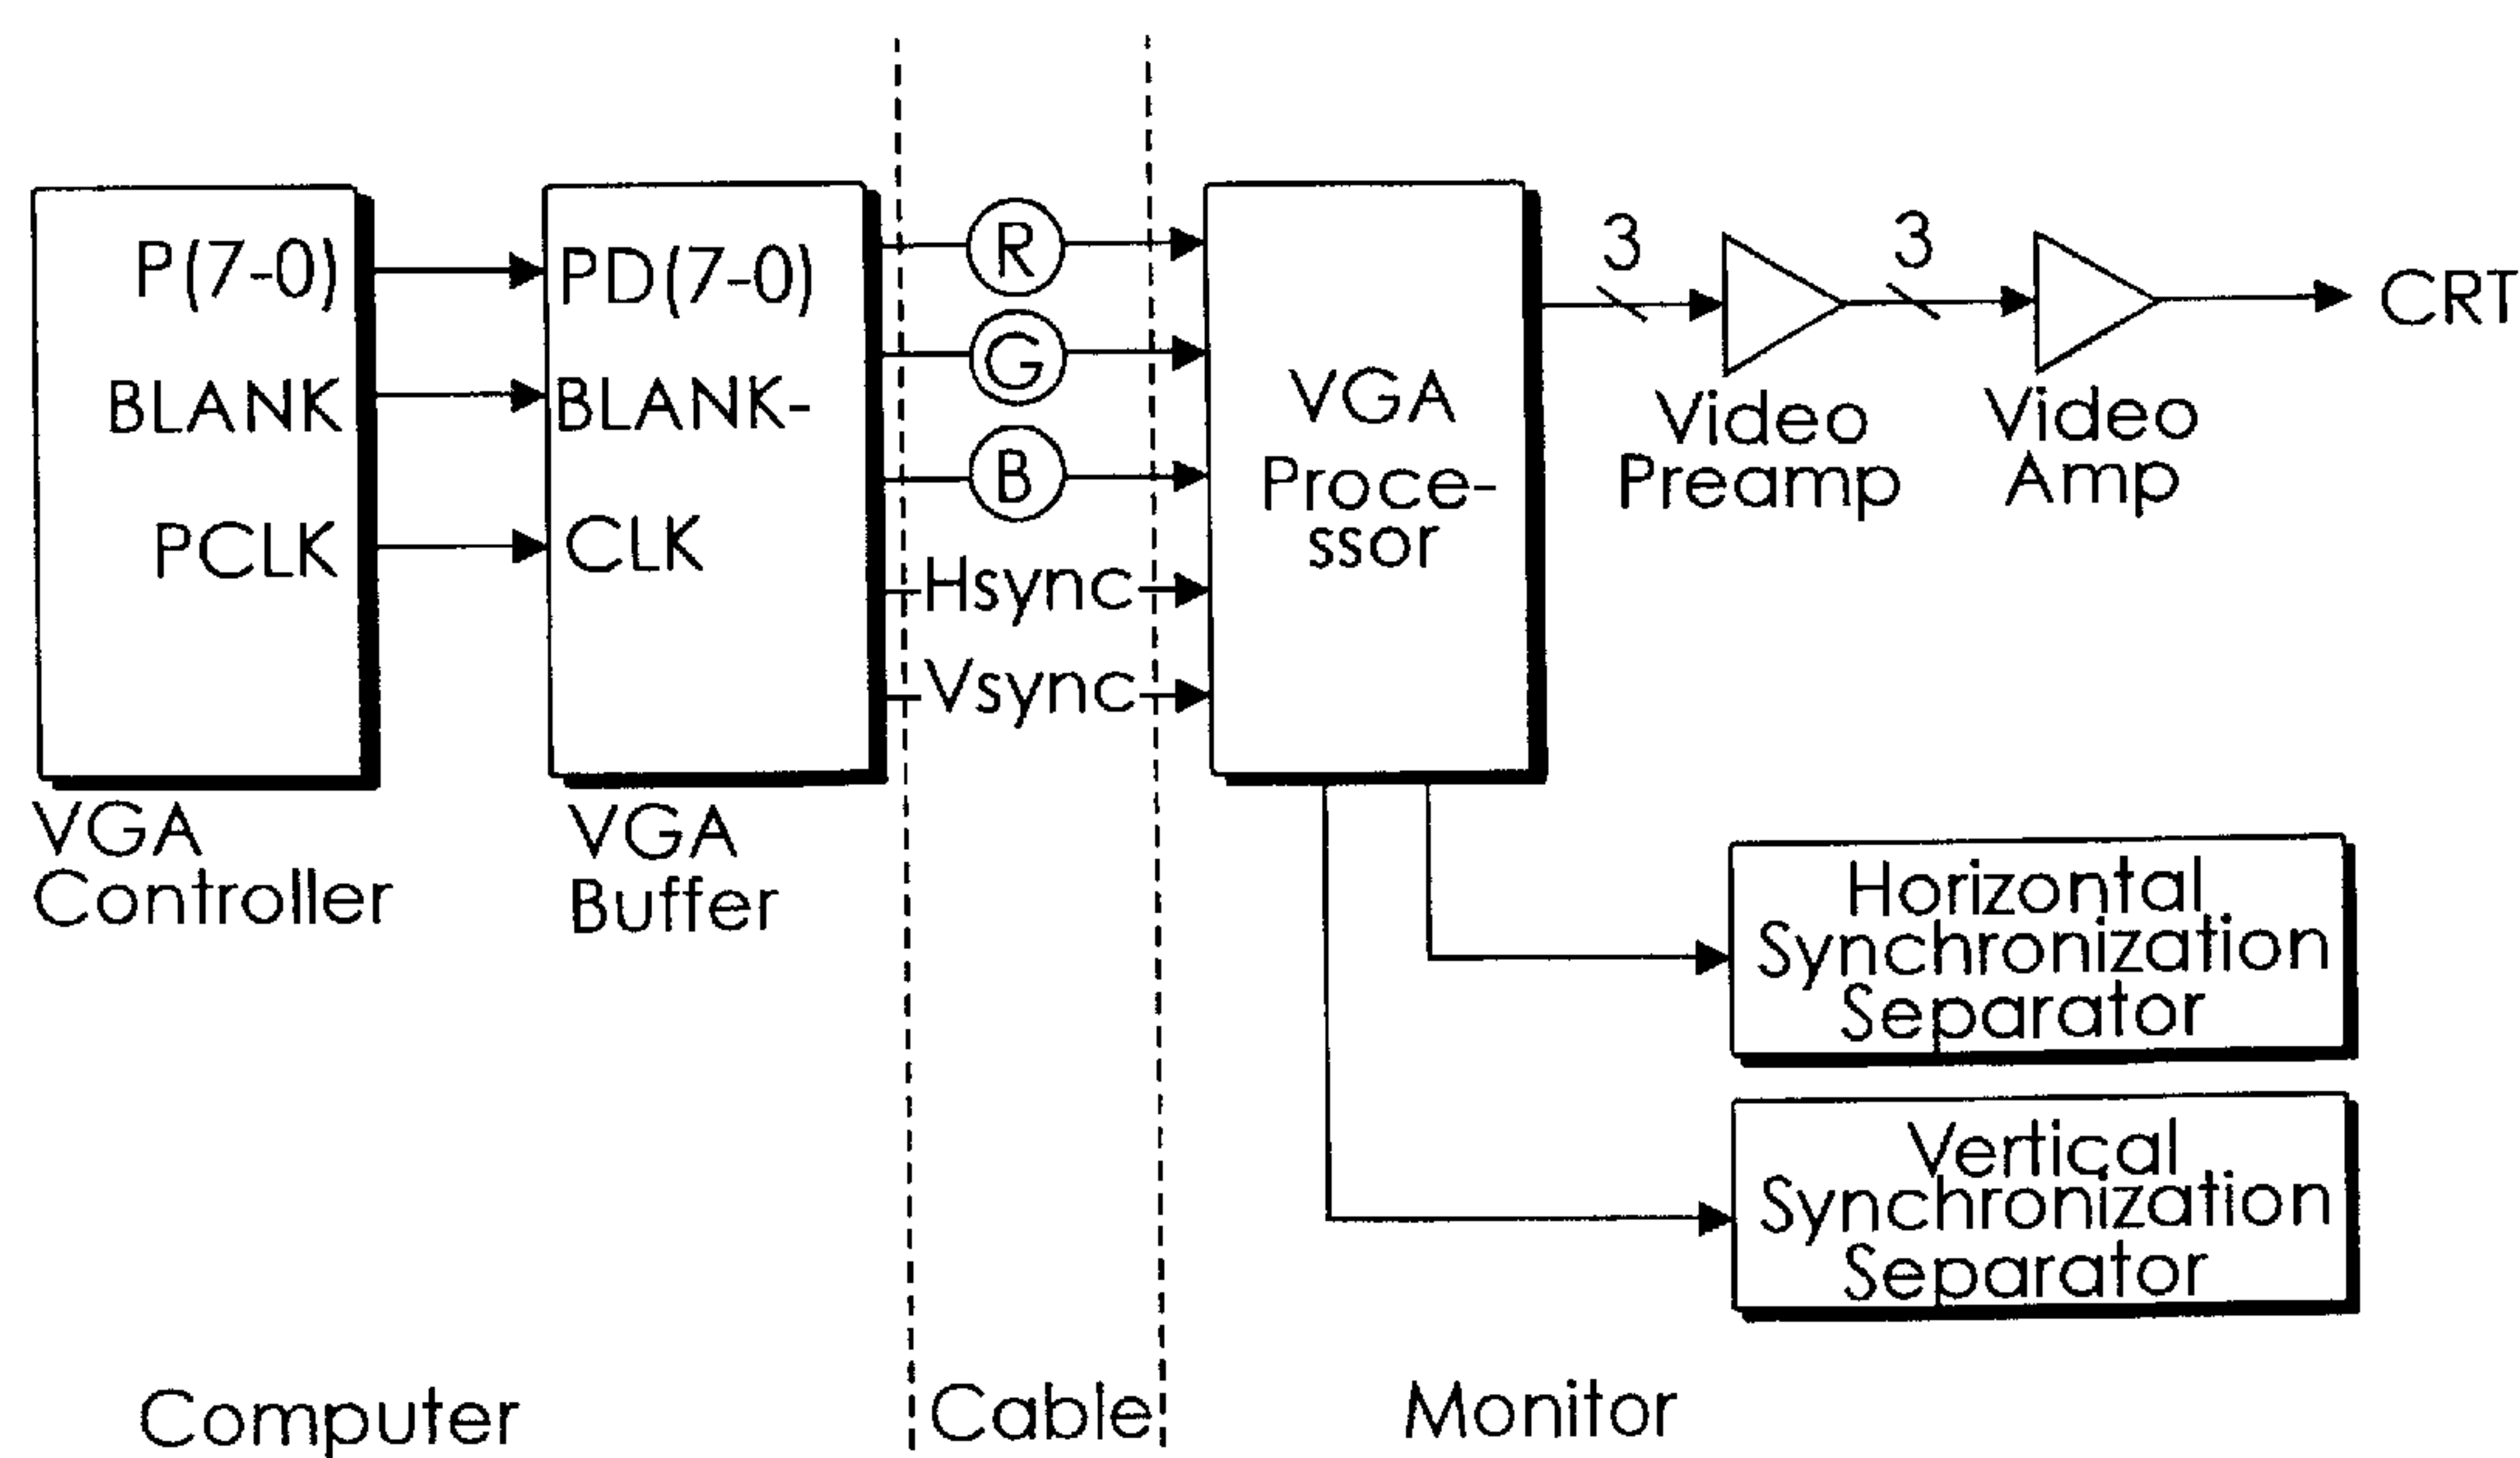 P(7-0)
BLANK
PCLK
VGA
Controller
PD(7-0)
BLANK-
CLK
VGA
Buffer
R
G
B
Hsync
Vsync
VGA
Proce-
ssor
3
Video
Preamp
3
Video
Amp
CRT
Horizontal
Synchronization
Separator
Vertical
Synchronization
Separator
Computer
Cable
Monitor